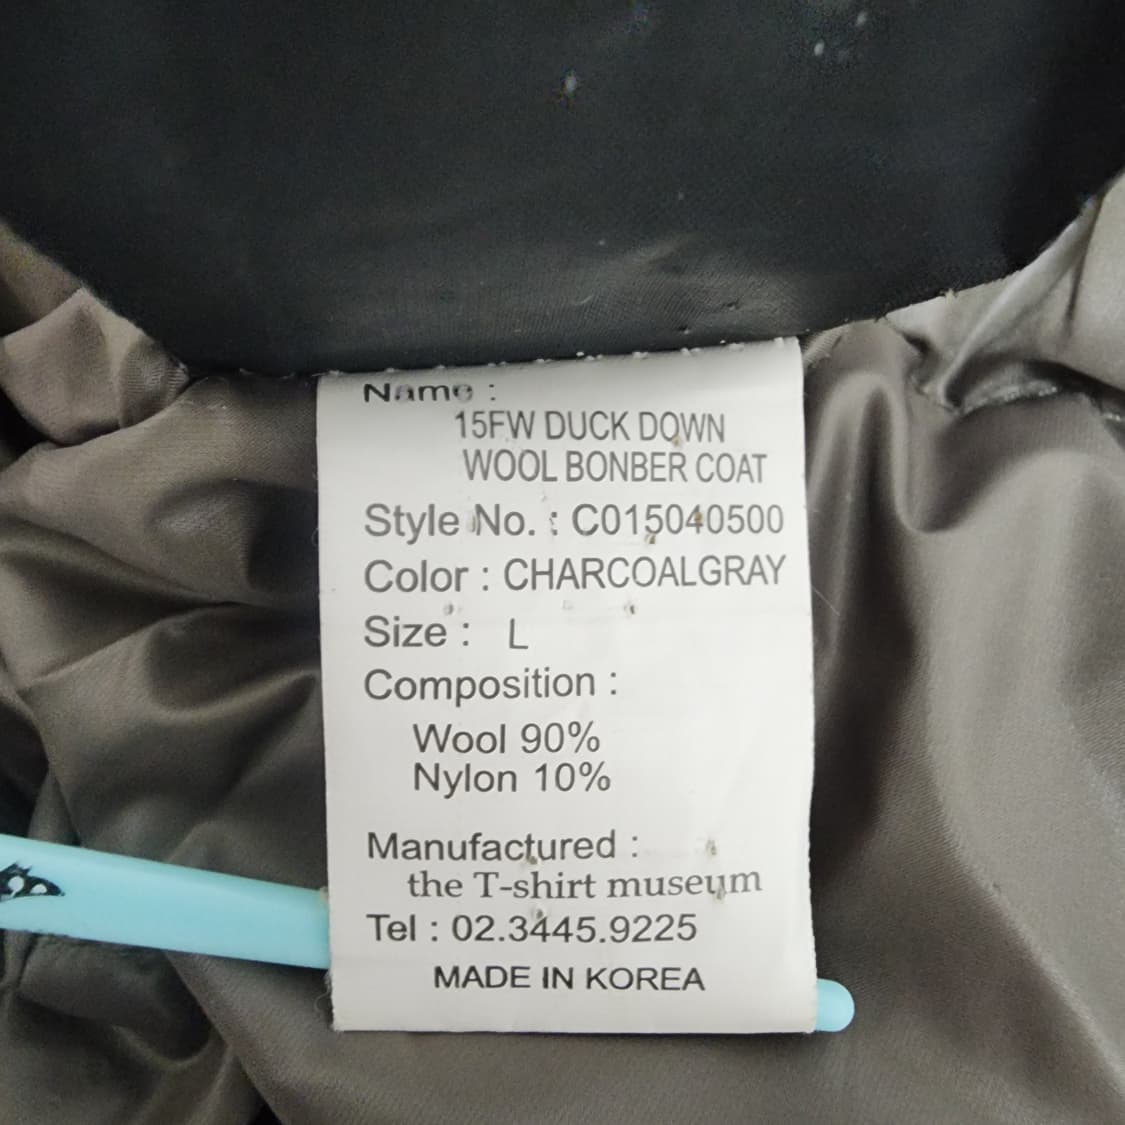 Name :
15FW DUCK DOWN
WOOL BONBER COAT
Style No. : C015040500
Color : CHARCOALGRAY
Size : L
Composition :
Wool 90%
Nylon 10%
Manufactured :
the T-shirt museum
Tel : 02.3445.9225
MADE IN KOREA